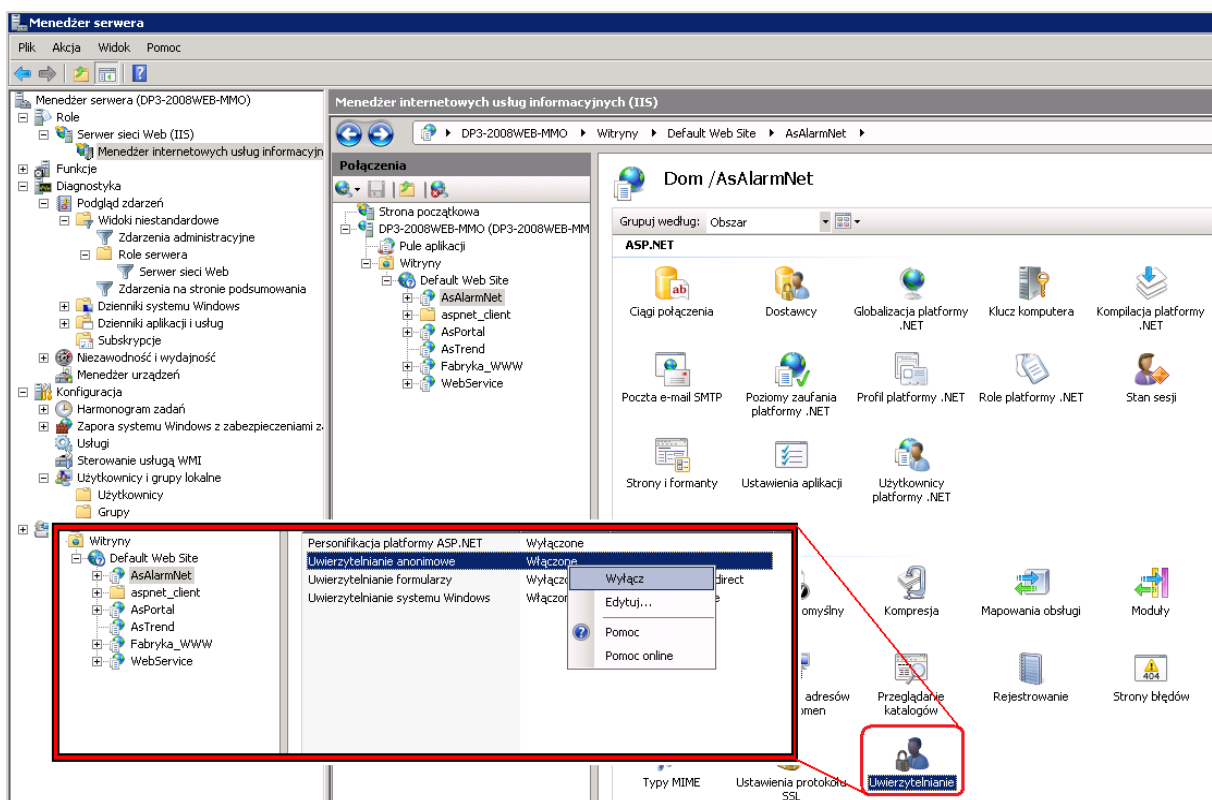 Menedżer serwera
Plik Akcja Widok Pomoc
Menedżer serwera (DP3-2008WEB-MMO)
Role
Serwer sieci Web (IIS)
Menedżer internetowych usług informacyjn
Funkcje
Diagnostyka
Podgląd zdarzeń
Widoki niestandardowe
Zdarzenia administracyjne
Role serwera
Serwer sieci Web
Zdarzenia na stronie podsumowania
Dzienniki systemu Windows
Dzienniki aplikacji i usług
Subskrypcje
Niezawodność i wydajność
Menedżer urządzeń
Konfiguracja
Harmonogram zadań
Zapora systemu Windows z zabezpieczeniami z
Usługi
Sterowanie usługą WMI
Użytkownicy i grupy lokalne
Użytkownicy
Grupy
Menedżer internetowych usług informacyjnych (IIS)
DP3-2008WEB-MMO Witryny Default Web Site AsAlarmNet
Połączenia
Strona początkowa
DP3-2008WEB-MMO (DP3-2008WEB-MM
Pule aplikacji
Witryny
Default Web Site
AsAlarmNet
aspnet_client
AsPortal
AsTrend
Fabryka_WWW
WebService
Dom /AsAlarmNet
Grupuj według: Obszar
ASP.NET
Ciągi połączenia
Dostawcy
Globalizacja platformy
.NET
Klucz komputera
Kompilacja platformy
.NET
Poczta e-mail SMTP
Poziomy zaufania
platformy .NET
Profil platformy .NET
Role platformy .NET
Stan sesji
Strony i formanty
Ustawienia aplikacji
Użytkownicy
platformy .NET
Witryny
Default Web Site
AsAlarmNet
aspnet_client
AsPortal
AsTrend
Fabryka_WWW
WebService
Personifikacja platformy ASP.NET Wyłączone
Uwierzytelnianie anonimowe Włączone
Uwierzytelnianie formularzy Wyłącz direct
Uwierzytelnianie systemu Windows Włączon
Wyłącz
Edytuj...
Pomoc
Pomoc online
omyślny
Kompresja
Mapowania obsługi
Moduły
adresów
omen
Przeglądanie
katalogów
Rejestrowanie
404
Strony błędów
Typy MIME
Ustawienia protokołu
SSL
Uwierzytelnianie